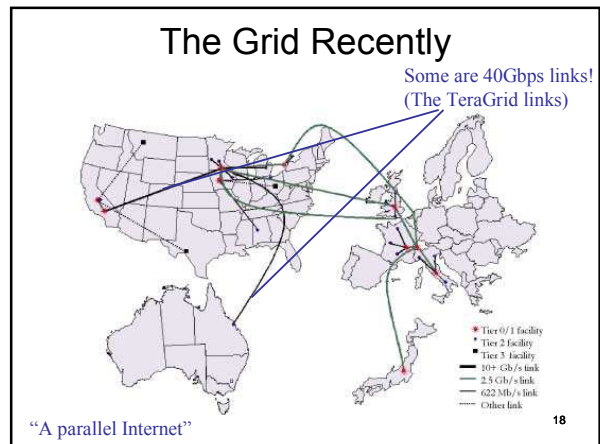 The Grid Recently
Some are 40Gbps links!
(The TeraGrid links)
Tier 0/1 facility
Tier 2 facility
Tier 3 facility
10+ Gb/s link
2.5 Gb/s link
622 Mb/s link
Other link
“A parallel Internet”
18